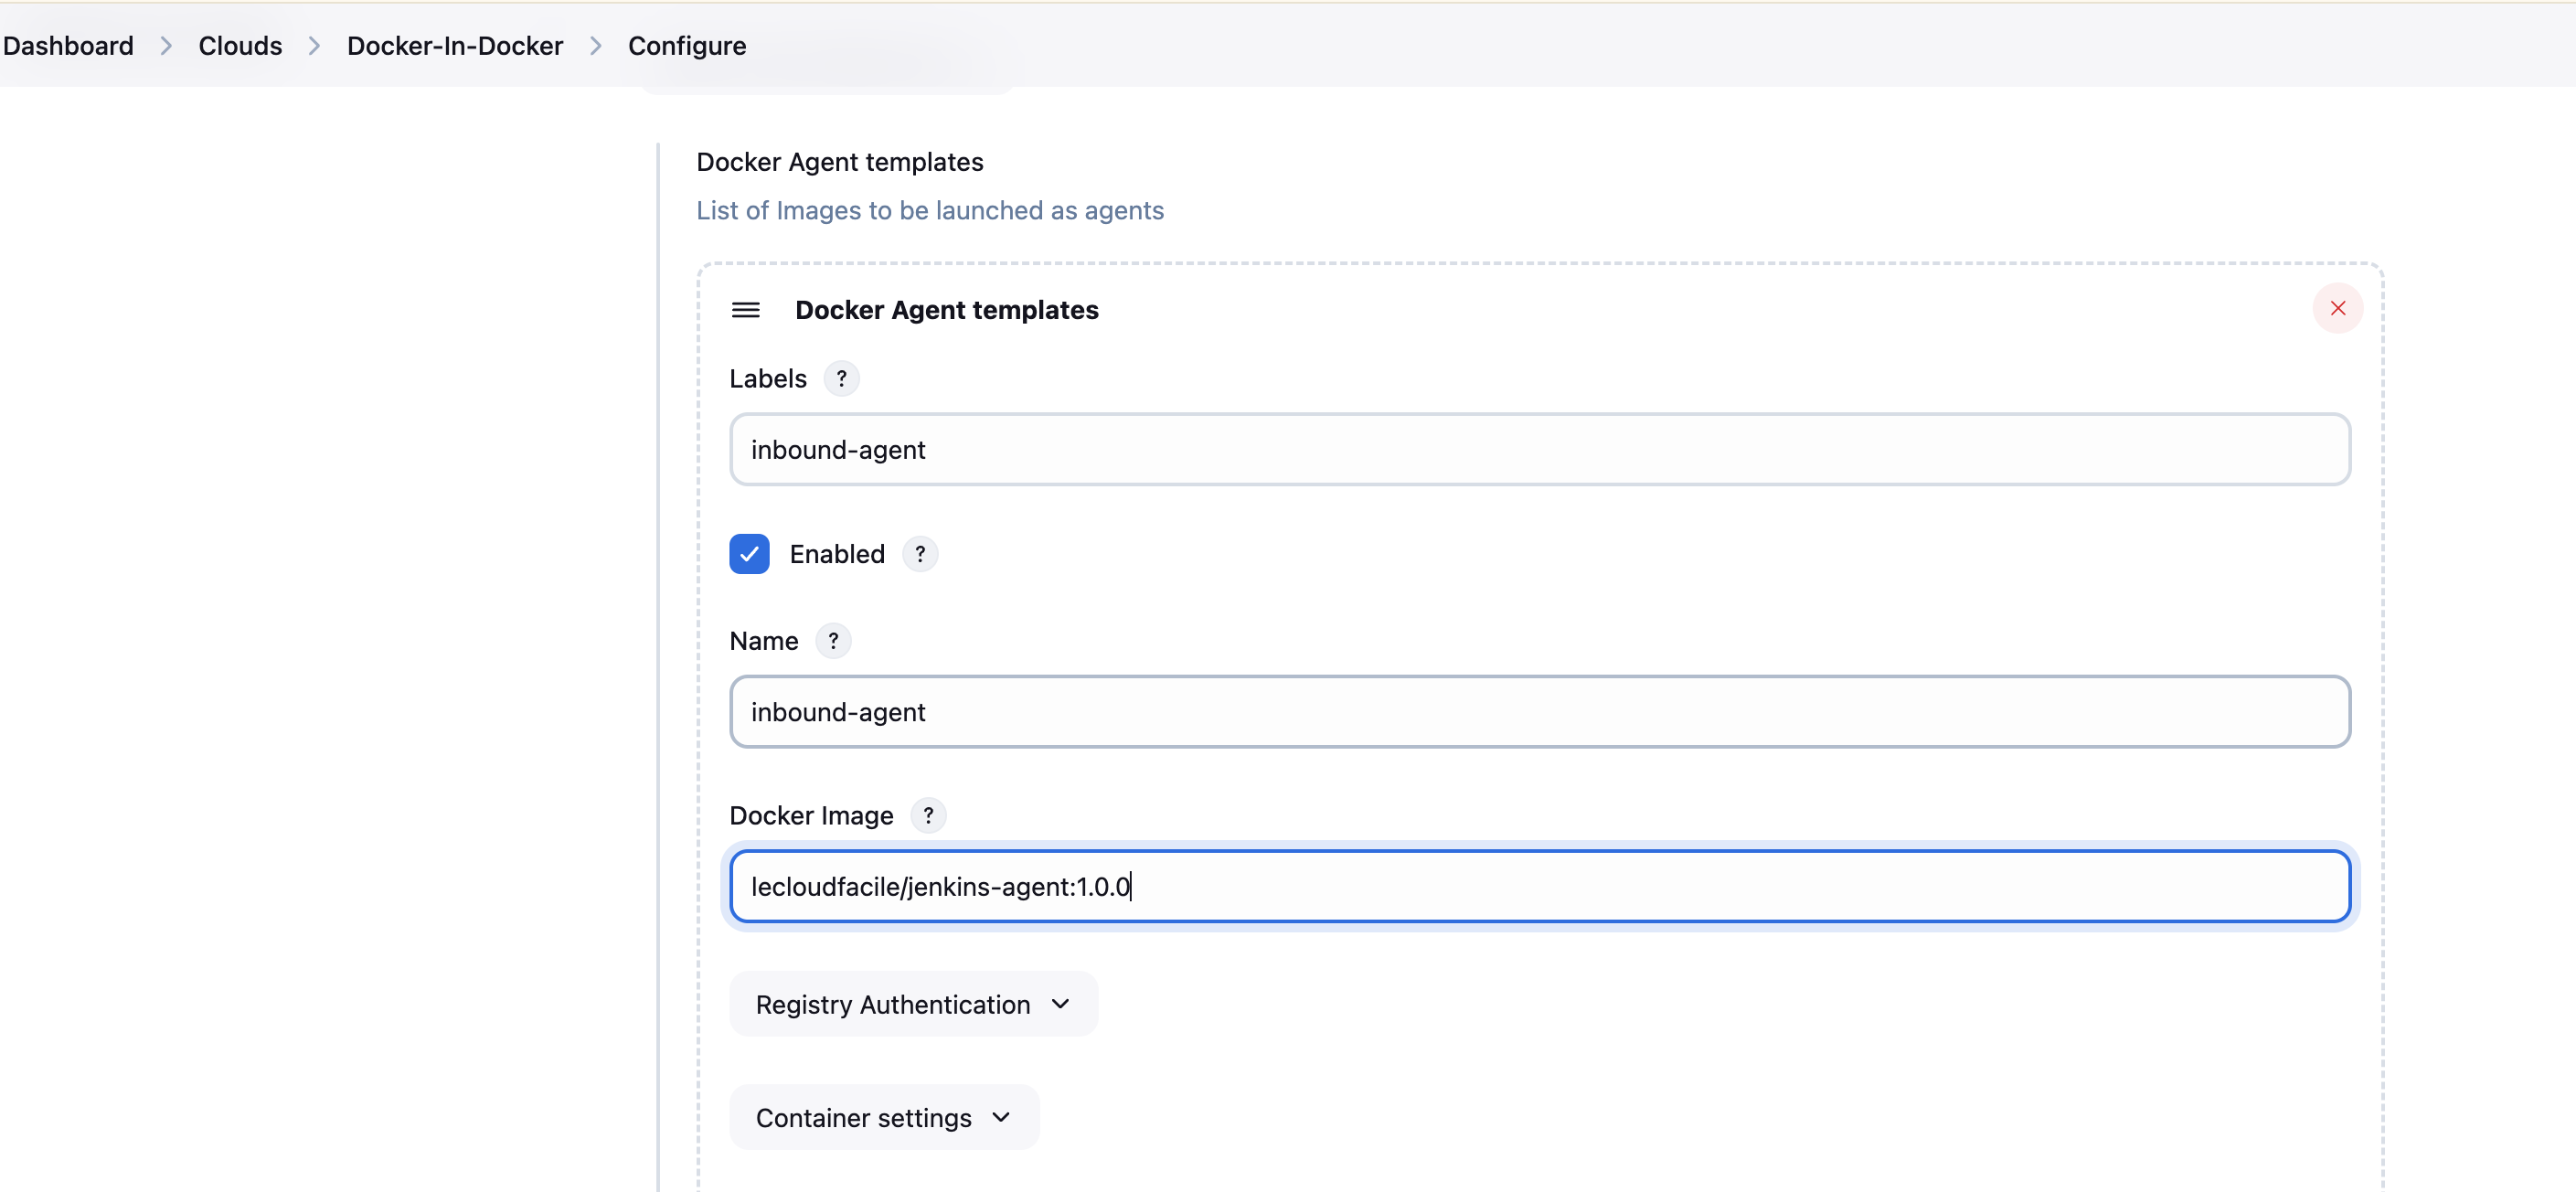 Dashboard > Clouds > Docker-In-Docker > Configure
Docker Agent templates
List of Images to be launched as agents
Docker Agent templates
Labels ?
inbound-agent
Enabled ?
Name ?
inbound-agent
Docker Image ?
lecloudfacile/jenkins-agent:1.0.0
Registry Authentication
Container settings